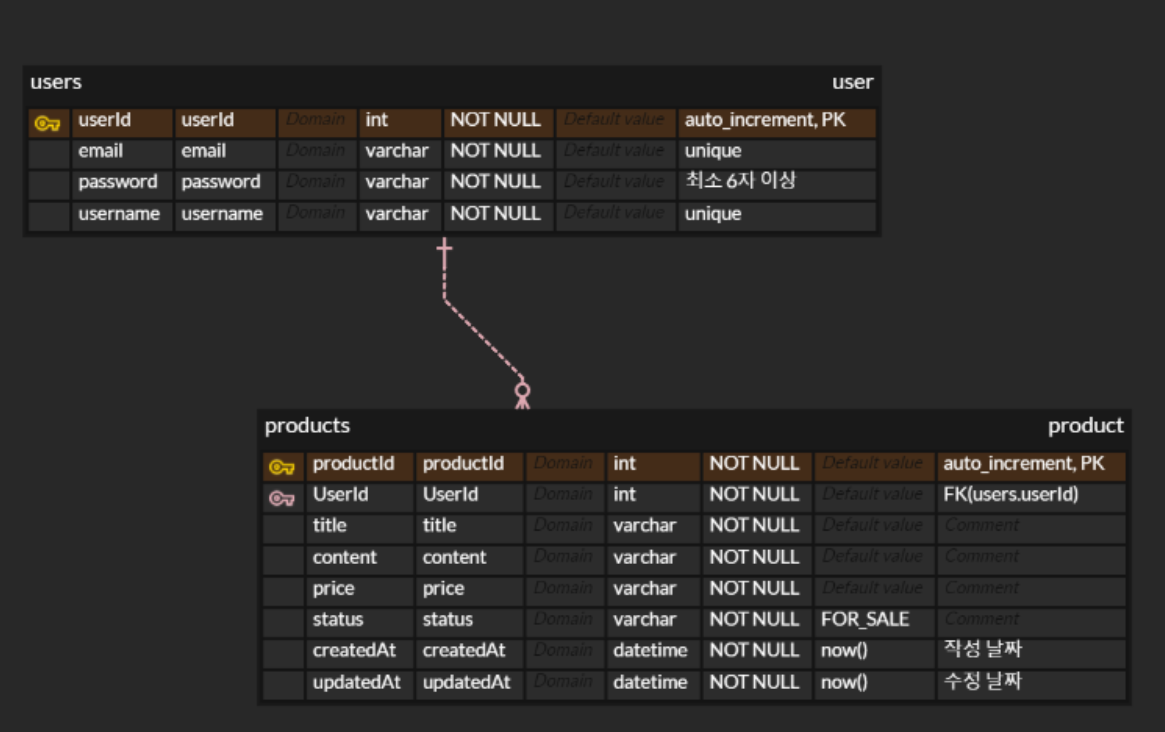 users user
userId userId Domain int NOT NULL Default value auto_increment, PK
email email Domain varchar NOT NULL Default value unique
password password Domain varchar NOT NULL Default value 최소 6자 이상
username username Domain varchar NOT NULL Default value unique
products product
productId productId Domain int NOT NULL Default value auto_increment, PK
UserId UserId Domain int NOT NULL Default value FK(users.userId)
title title Domain varchar NOT NULL Default value Comment
content content Domain varchar NOT NULL Default value Comment
price price Domain varchar NOT NULL Default value Comment
status status Domain varchar NOT NULL FOR_SALE Comment
createdAt createdAt Domain datetime NOT NULL now() 작성 날짜
updatedAt updatedAt Domain datetime NOT NULL now() 수정 날짜